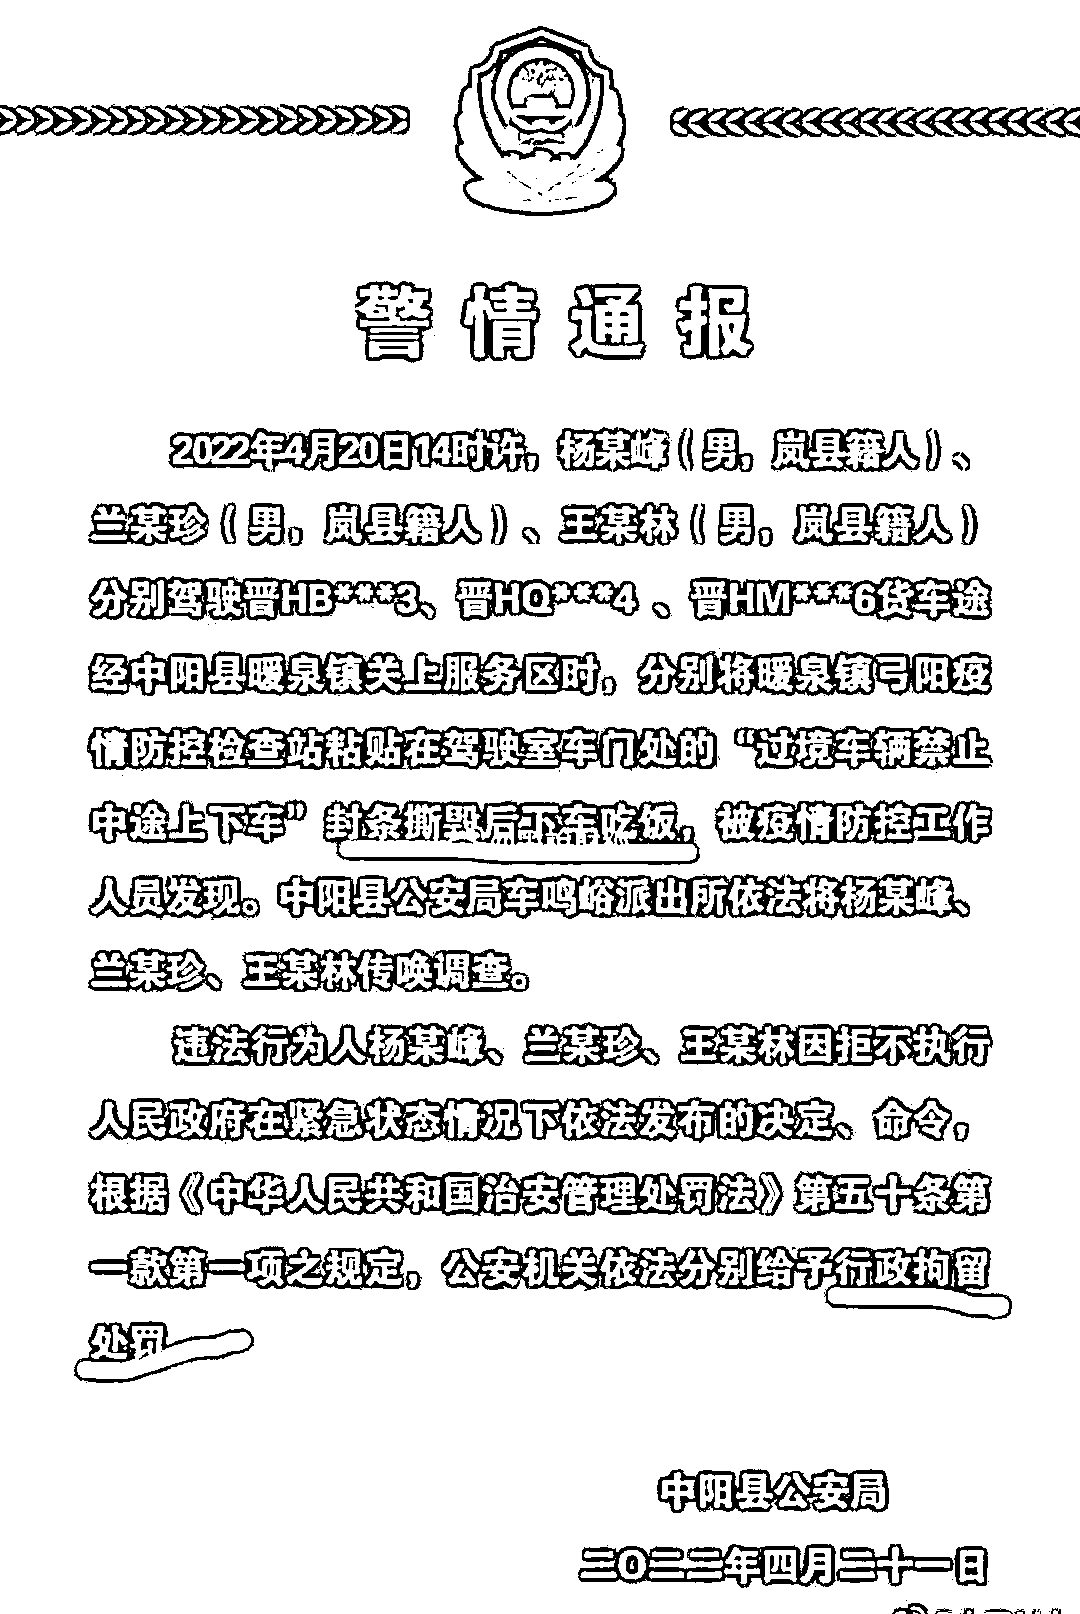 警情通报
2022年4月20日14时许，杨某峰（男，岚县籍人）、
兰某珍（男，岚县籍人）、王某林（男，岚县籍人）
分别驾驶晋HB***3、晋HQ***4 、晋HM***6货车途
经中阳县暖泉镇关上服务区时，分别将暖泉镇弓阳疫
情防控检查站粘贴在驾驶室车门处的“过境车辆禁止
中途上下车”封条撕毁后下车吃饭，被疫情防控工作
人员发现。中阳县公安局车鸣峪派出所依法将杨某峰、
兰某珍、王某林传唤调查。
违法行为人杨某峰、兰某珍、王某林因拒不执行
人民政府在紧急状态情况下依法发布的决定、命令，
根据《中华人民共和国治安管理处罚法》第五十条第
一款第一项之规定，公安机关依法分别给予行政拘留
处罚
中阳县公安局
二〇二二年四月二十一日